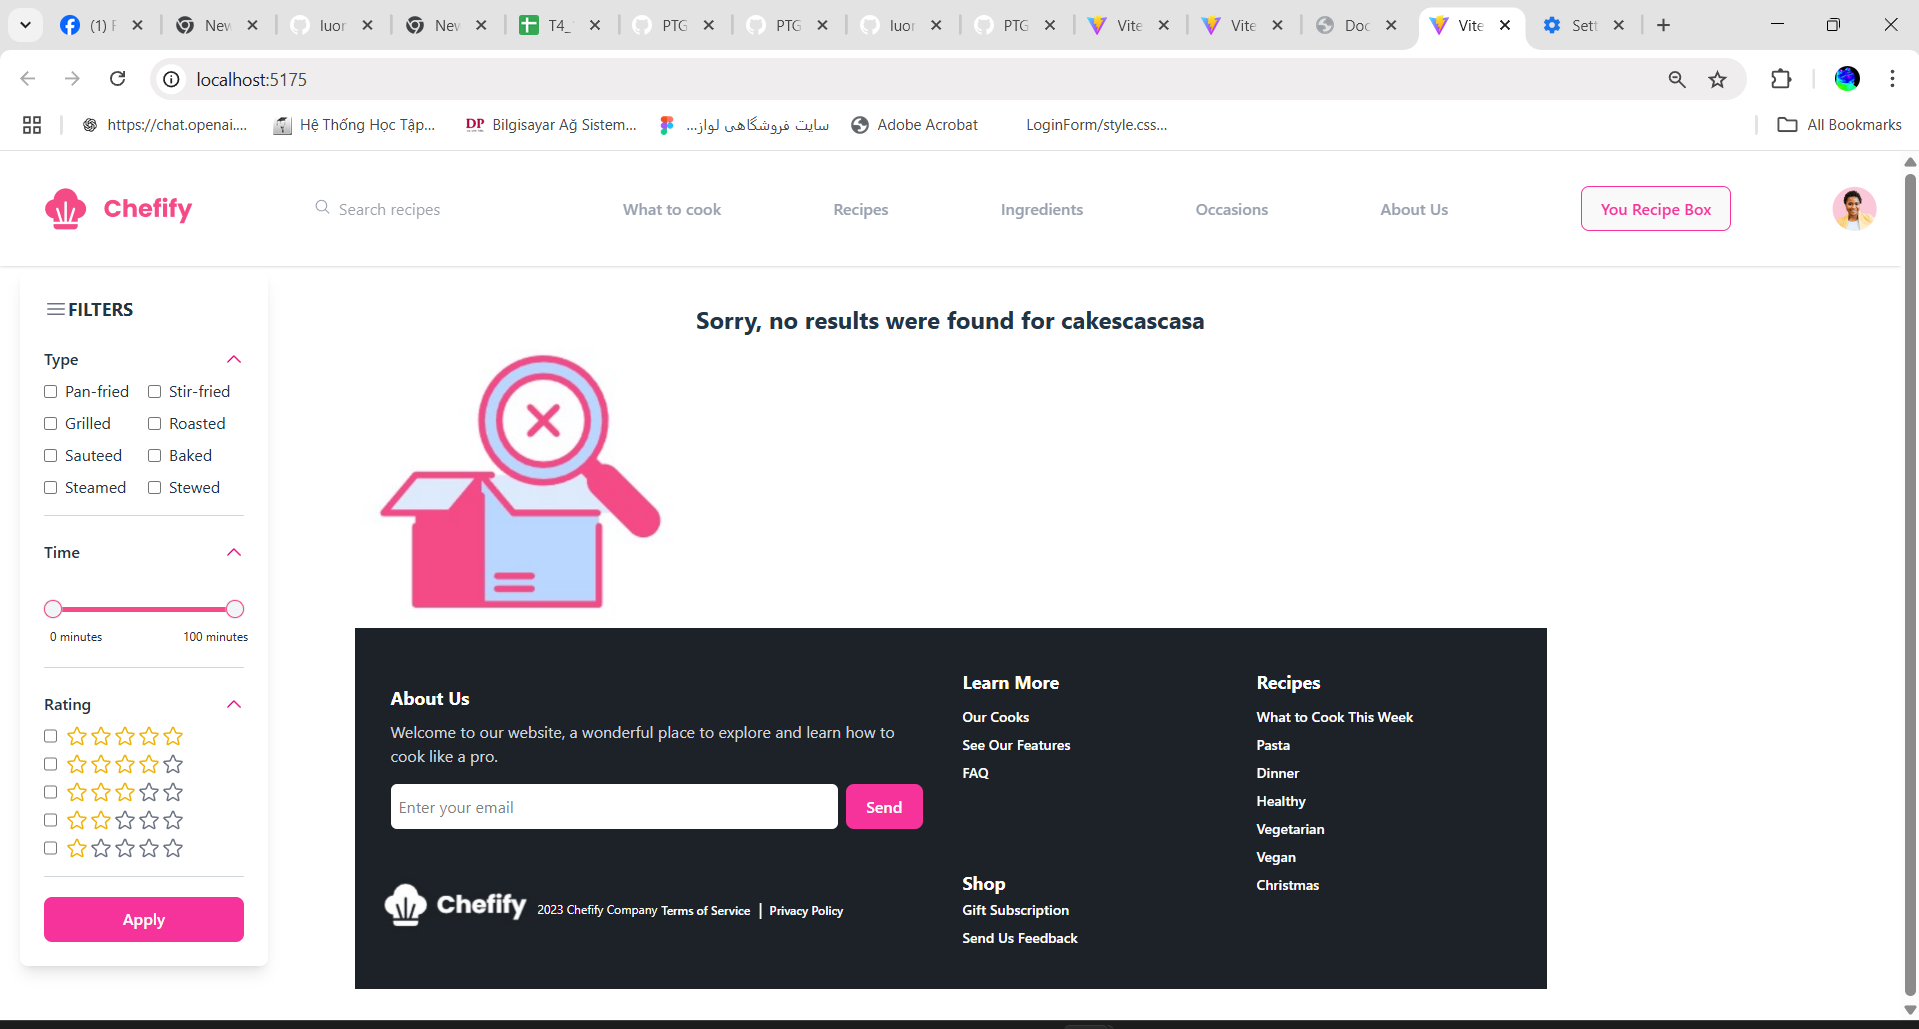 (1) F
New
luor
New
T4_
PTG
PTG
luor
PTG
Vite
Vite
Doc
Vite
Sett
localhost:5175
https://chat.openai....
Hệ Thống Học Tập...
DP Bilgisayar Ağ Sistem...
سایت فروشگاهی لواز...
Adobe Acrobat
LoginForm/style.css...
All Bookmarks
Chefify
Search recipes
What to cook
Recipes
Ingredients
Occasions
About Us
You Recipe Box
FILTERS
Type
Pan-fried
Stir-fried
Grilled
Roasted
Sauteed
Baked
Steamed
Stewed
Time
0 minutes
100 minutes
Rating
Apply
Sorry, no results were found for cakescascasa
About Us
Welcome to our website, a wonderful place to explore and learn how to
cook like a pro.
Enter your email
Send
Chefify
2023 Chefify Company Terms of Service | Privacy Policy
Learn More
Our Cooks
See Our Features
FAQ
Shop
Gift Subscription
Send Us Feedback
Recipes
What to Cook This Week
Pasta
Dinner
Healthy
Vegetarian
Vegan
Christmas